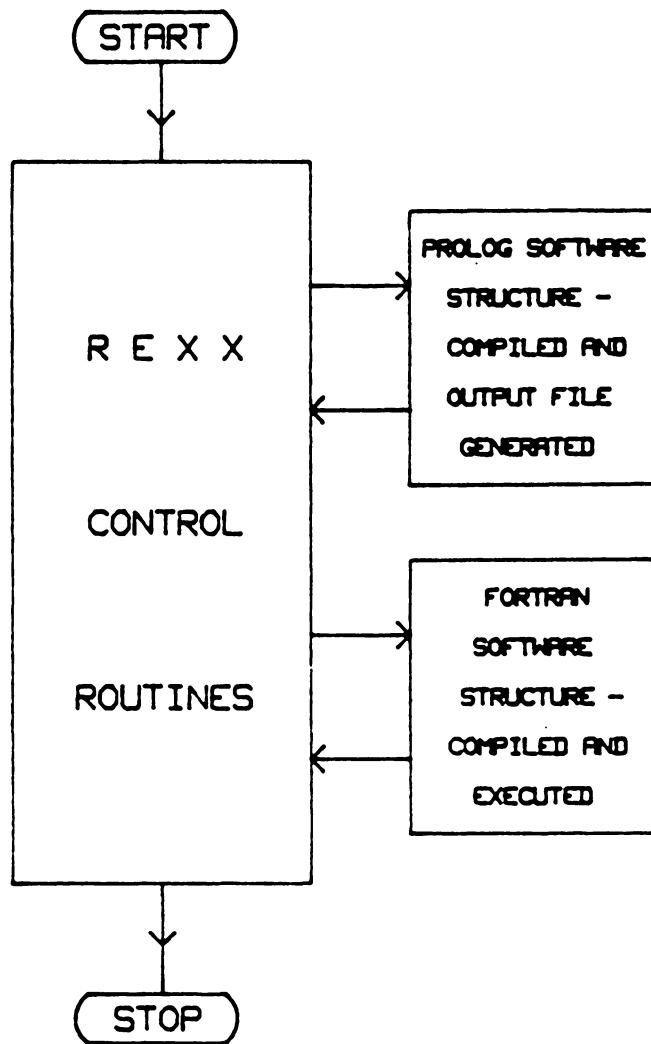 START
R E X X
CONTROL
ROUTINES
PROLOG SOFTWARE
STRUCTURE -
COMPILED AND
OUTPUT FILE
GENERATED
FORTRAN
SOFTWARE
STRUCTURE -
COMPILED AND
EXECUTED
STOP